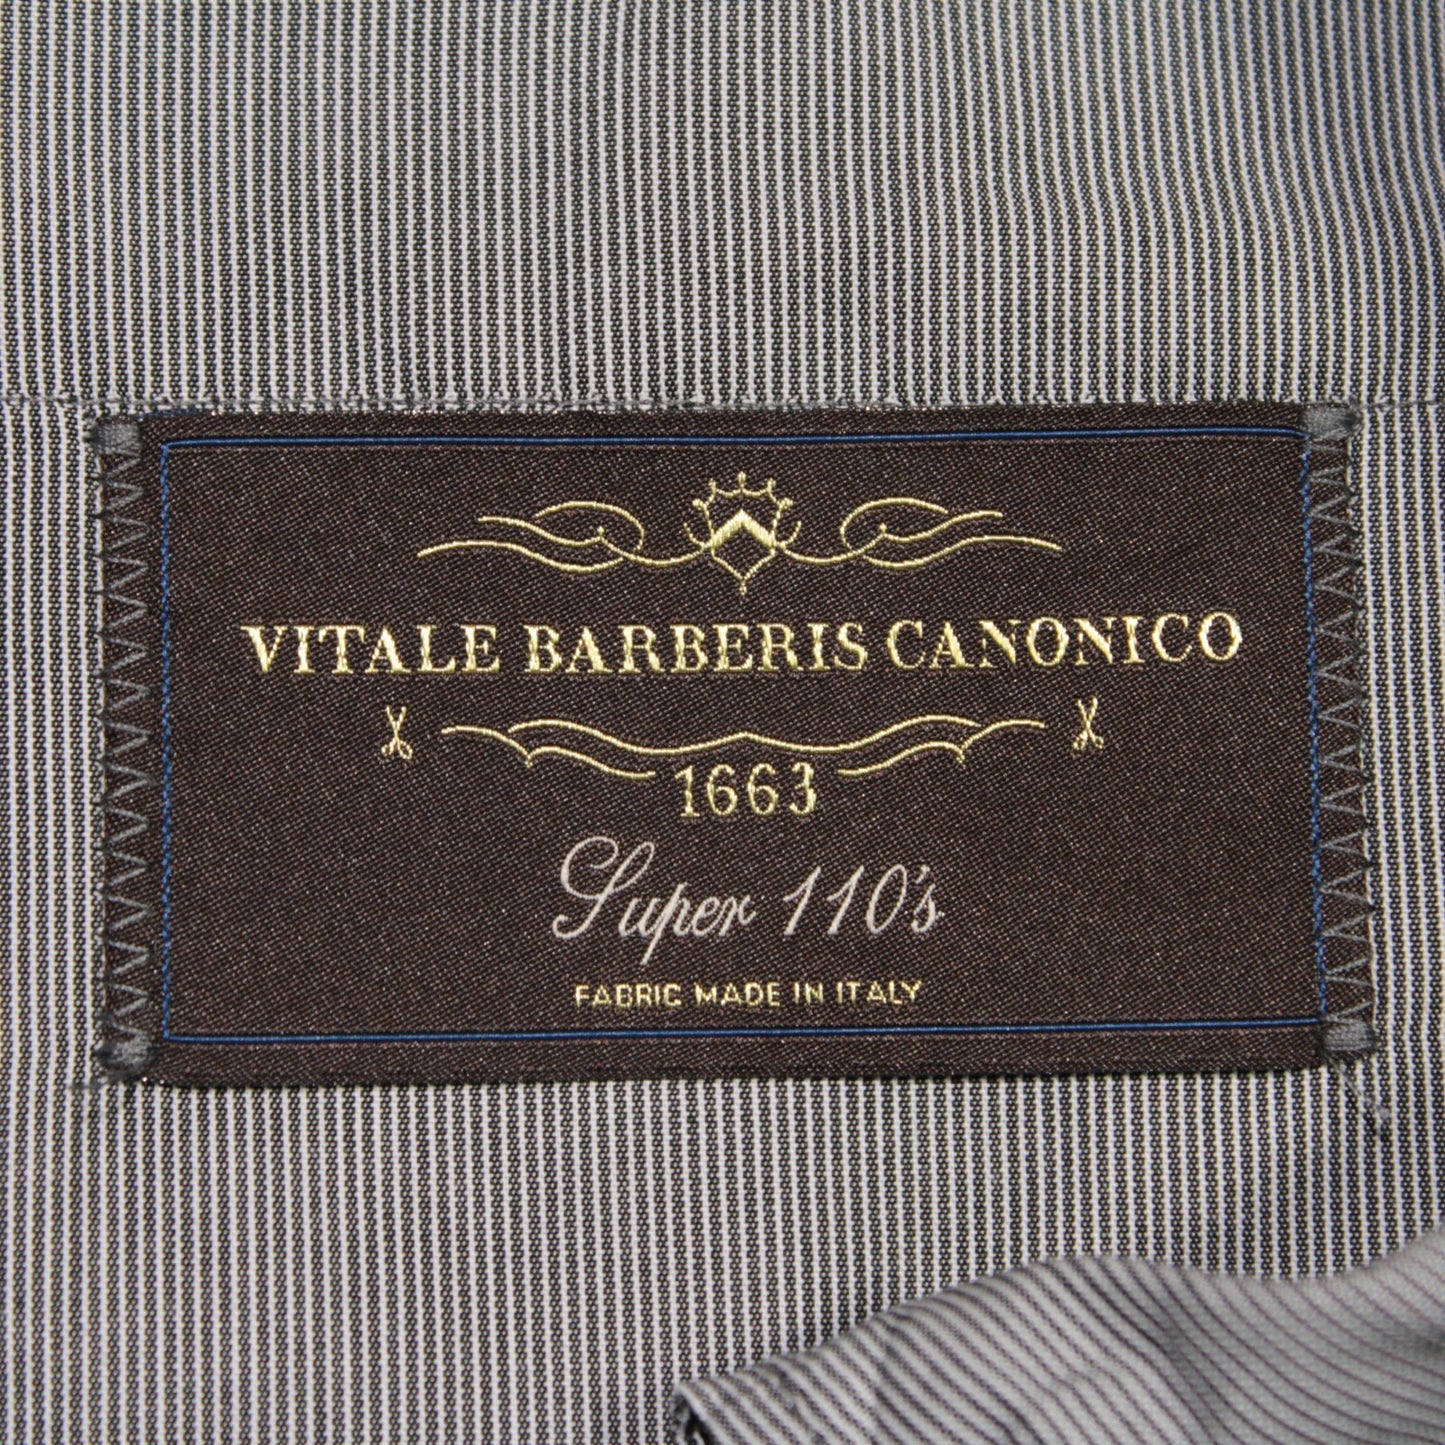 VITALE BARBERIS CANONICO
1663
Super 110's
FABRIC MADE IN ITALY